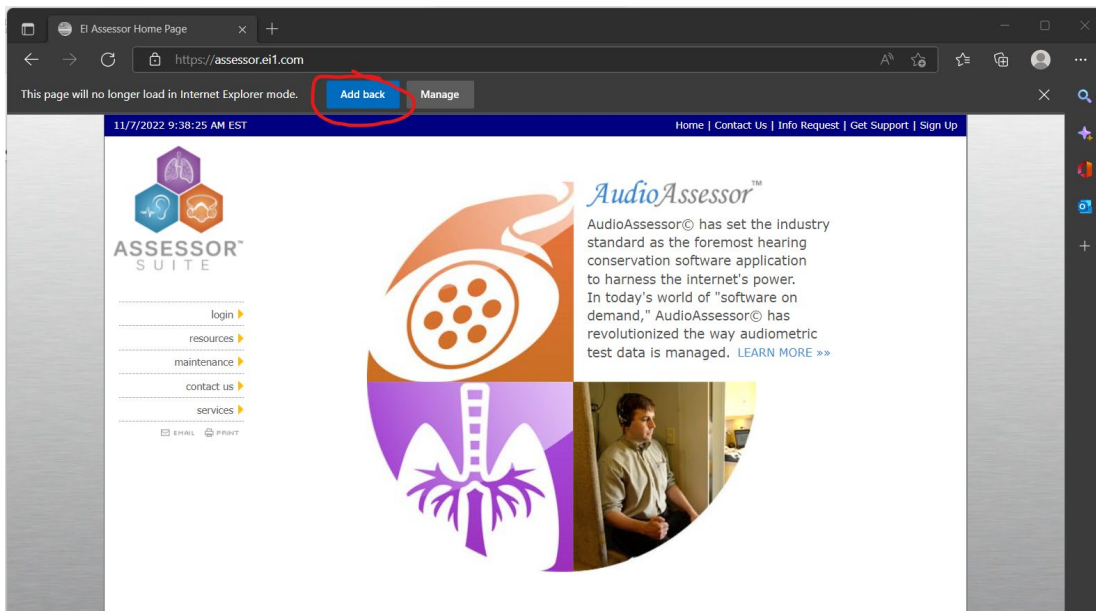 EI Assessor Home Page
https://assessor.ei1.com
This page will no longer load in Internet Explorer mode. Add back Manage
11/7/2022 9:38:25 AM EST Home | Contact Us | Info Request | Get Support | Sign Up
ASSESSOR™
SUITE
login
resources
maintenance
contact us
services
EMAIL PRINT
AudioAssessor™
AudioAssessor© has set the industry
standard as the foremost hearing
conservation software application
to harness the internet's power.
In today's world of "software on
demand," AudioAssessor© has
revolutionized the way audiometric
test data is managed. LEARN MORE »»